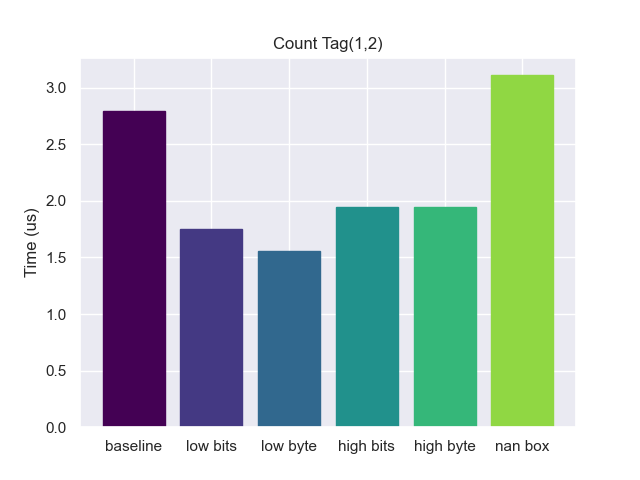 Count Tag(1,2)
Time (us)
3.0
2.5
2.0
1.5
1.0
0.5
0.0
baseline low bits low byte high bits high byte nan box